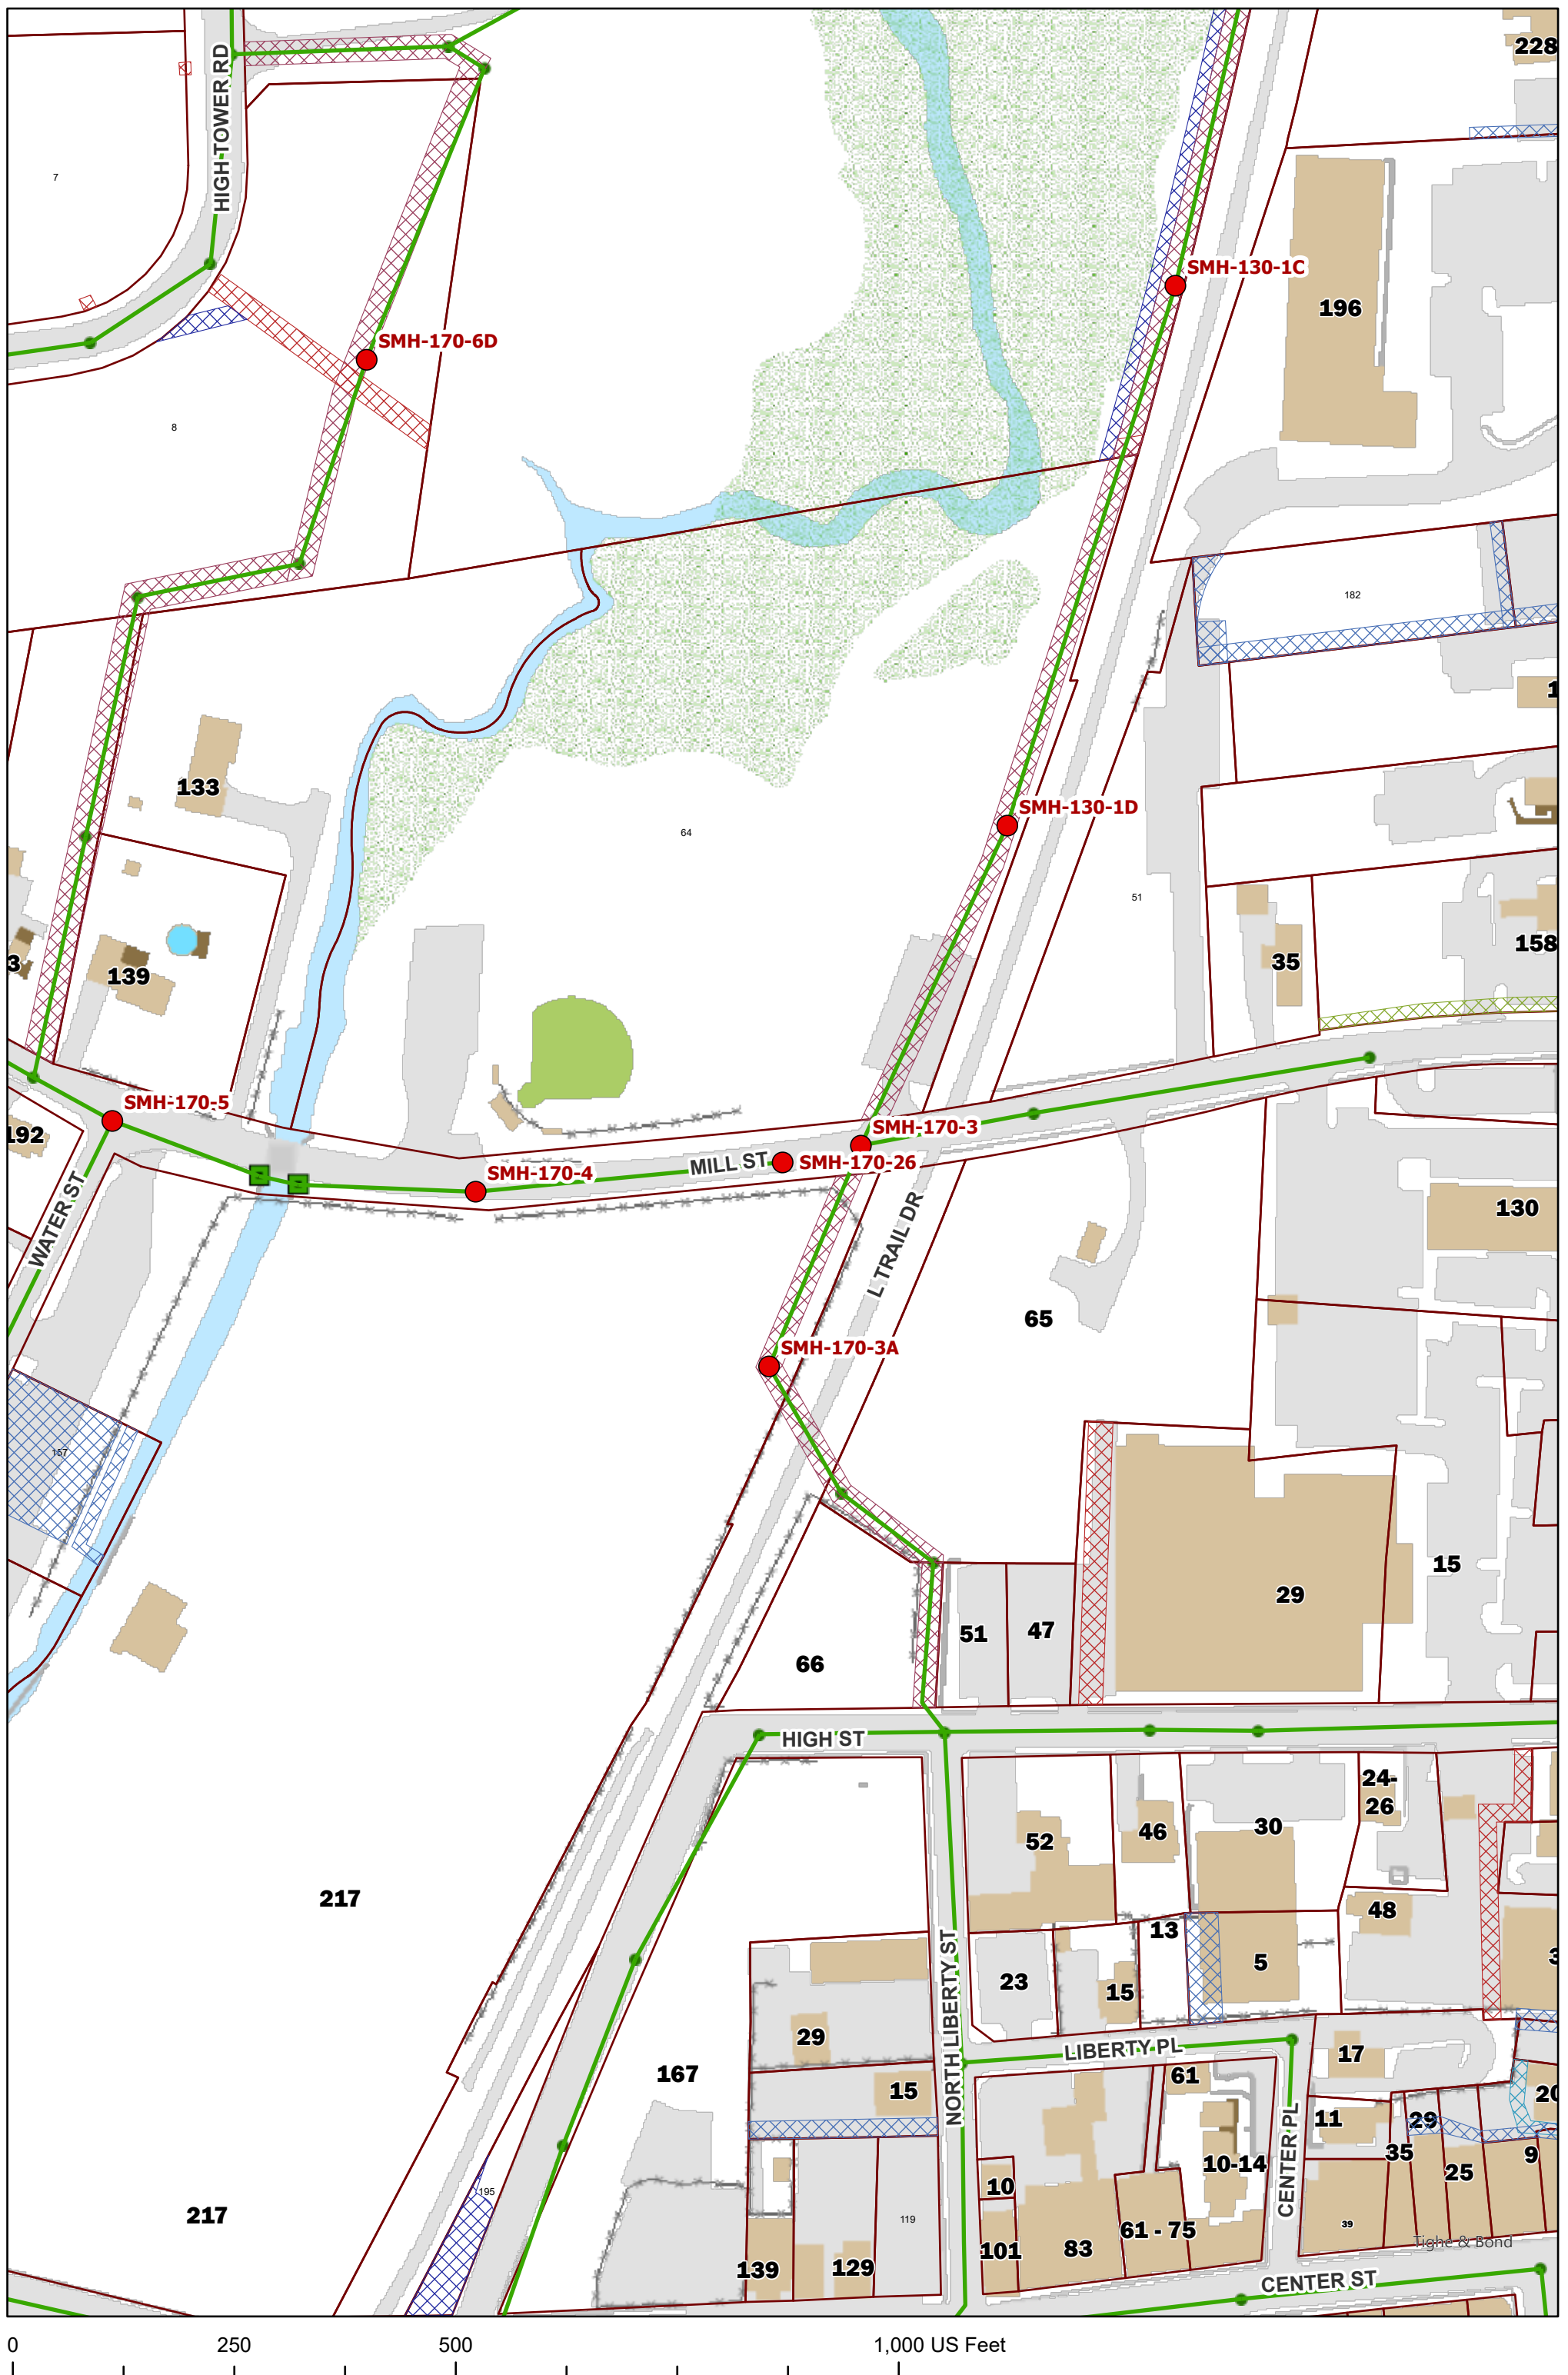 228
HIGH TOWER RD
7
SMH-130-1C
196
SMH-170-6D
8
182
1
133
SMH-130-1D
64
51
35
158
3
139
SMH-170-5
192
SMH-170-3
MILL ST
SMH-170-26
SMH-170-4
WATER ST
130
L TRAIL DR
65
SMH-170-3A
157
15
29
51
47
66
HIGH ST
24-
26
52
46
30
217
48
13
5
3
23
15
NORTH LIBERTY ST
29
LIBERTY PL
17
167
61
15
20
11
29
35
10-14
25
9
10
CENTER PL
195
217
119
61 - 75
39
101
83
Tighe & Bond
139
129
CENTER ST
0 250 500 1,000 US Feet